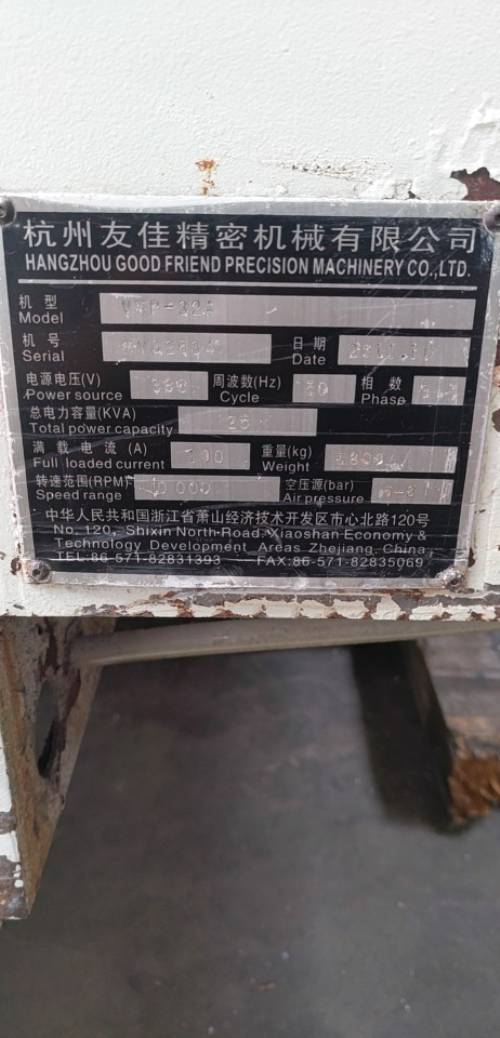 杭州友佳精密机械有限公司
HANGZHOU GOOD FRIEND PRECISION MACHINERY CO.,LTD.
机 型
Model
机 号 日 期
Serial Date
电源电压(V) 380 周波数(Hz) 50 相 数
Power source Cycle Phase
总电力容量(KVA) 25
Total power capacity
满 载 电 流 (A) 重量(kg)
Full loaded current Weight
转速范围(RPM) 空压源(bar)
Speed range Air pressure
中华人民共和国浙江省萧山经济技术开发区市心北路120号
No. 120, Shixin North-Road, Xiaoshan Economy &
Technology Development Areas Zhejiang, China,
TEL:86-571-82831393 FAX:86-571-82835069